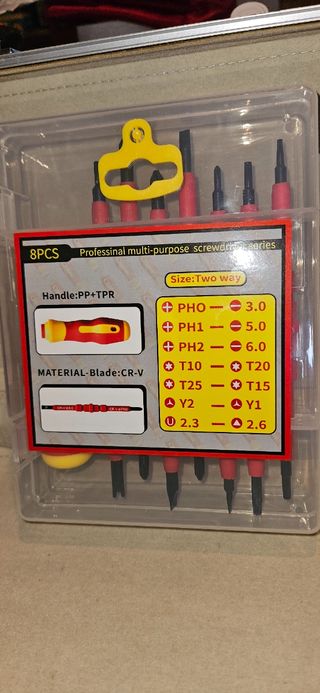 8PCS
Professinal multi-purpose screwdriver series
Size:Two way
Handle:PP+TPR
MATERIAL-Blade:CR-V
PH0 — 3.0
PH1 — 5.0
PH2 — 6.0
T10 — T20
T25 — T15
Y2 — Y1
U 2.3 — 2.6